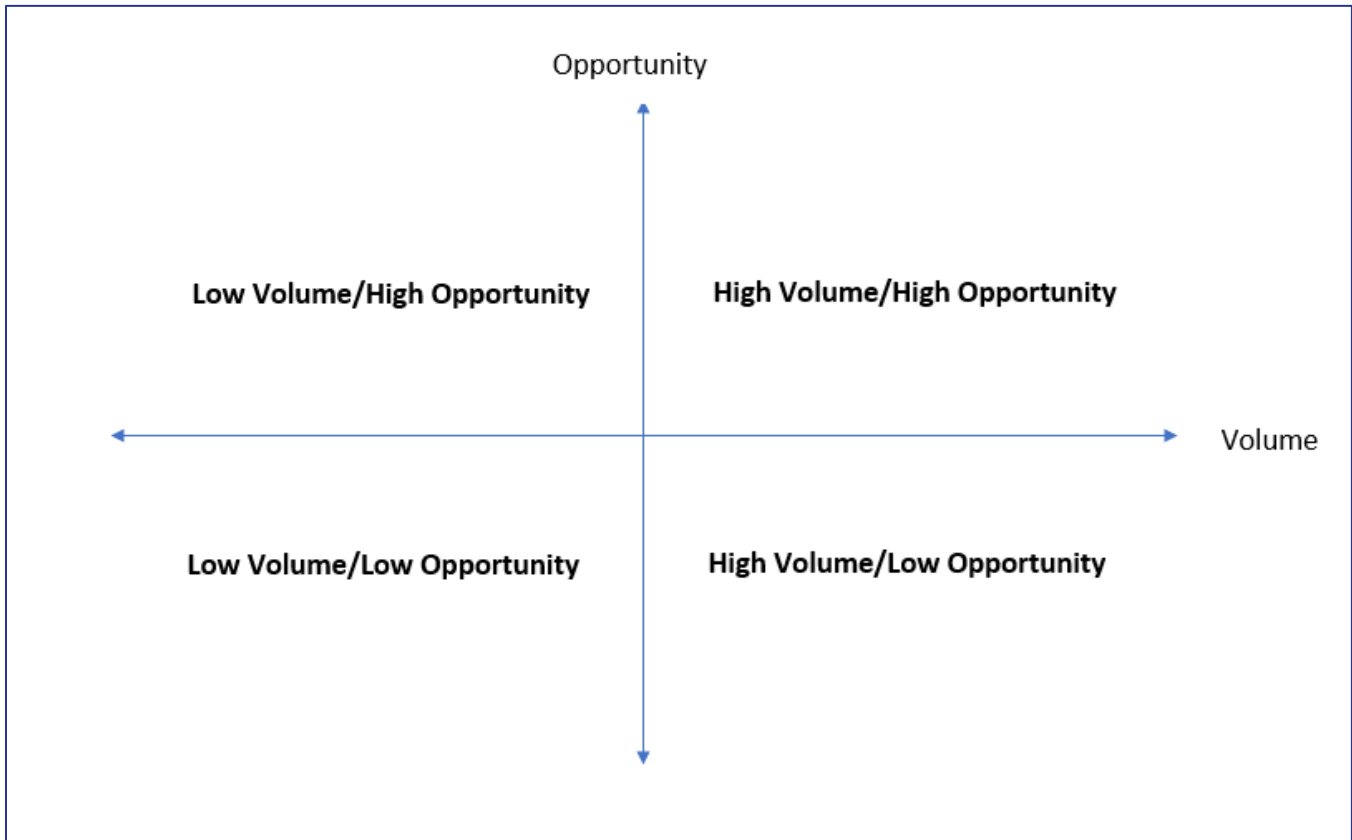 Opportunity
Low Volume/High Opportunity
High Volume/High Opportunity
Volume
Low Volume/Low Opportunity
High Volume/Low Opportunity